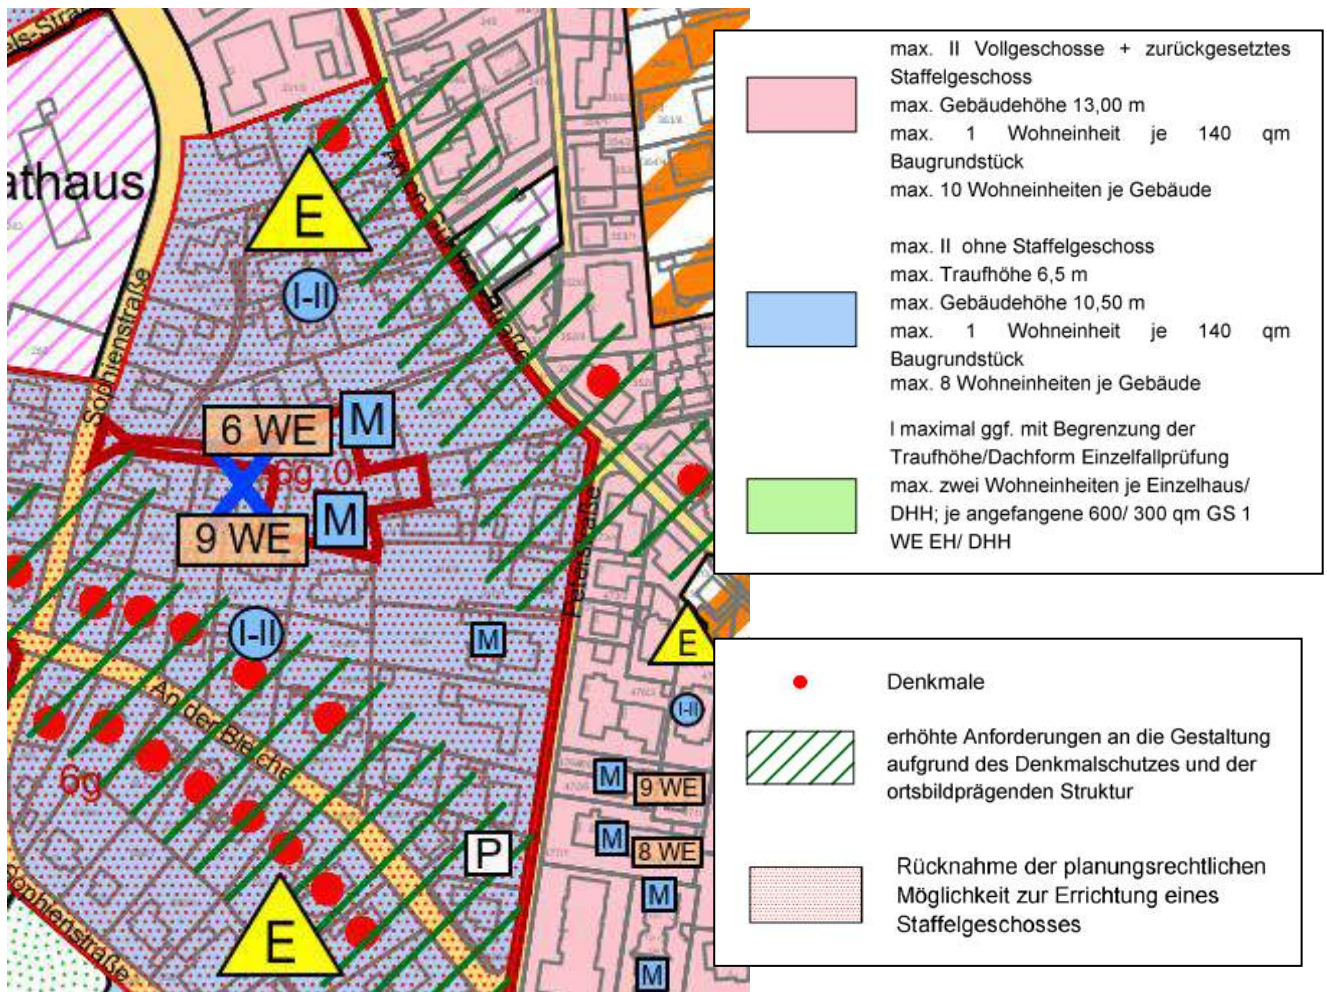 athaus
E
I-II
Sophienstraße
6 WE
M
6g
9 WE
M
I-II
M
Peterstraße
E
I-II
An der Bleiche
6g
M
9 WE
M
8 WE
P
M
E
M
Sophienstraße
max. II Vollgeschosse + zurückgesetztes
Staffelgeschoss
max. Gebäudehöhe 13,00 m
max. 1 Wohneinheit je 140 qm
Baugrundstück
max. 10 Wohneinheiten je Gebäude
max. II ohne Staffelgeschoss
max. Traufhöhe 6,5 m
max. Gebäudehöhe 10,50 m
max. 1 Wohneinheit je 140 qm
Baugrundstück
max. 8 Wohneinheiten je Gebäude
I maximal ggf. mit Begrenzung der
Traufhöhe/Dachform Einzelfallprüfung
max. zwei Wohneinheiten je Einzelhaus/
DHH; je angefangene 600/ 300 qm GS 1
WE EH/ DHH
Denkmale
erhöhte Anforderungen an die Gestaltung
aufgrund des Denkmalschutzes und der
ortsbildprägenden Struktur
Rücknahme der planungsrechtlichen
Möglichkeit zur Errichtung eines
Staffelgeschosses